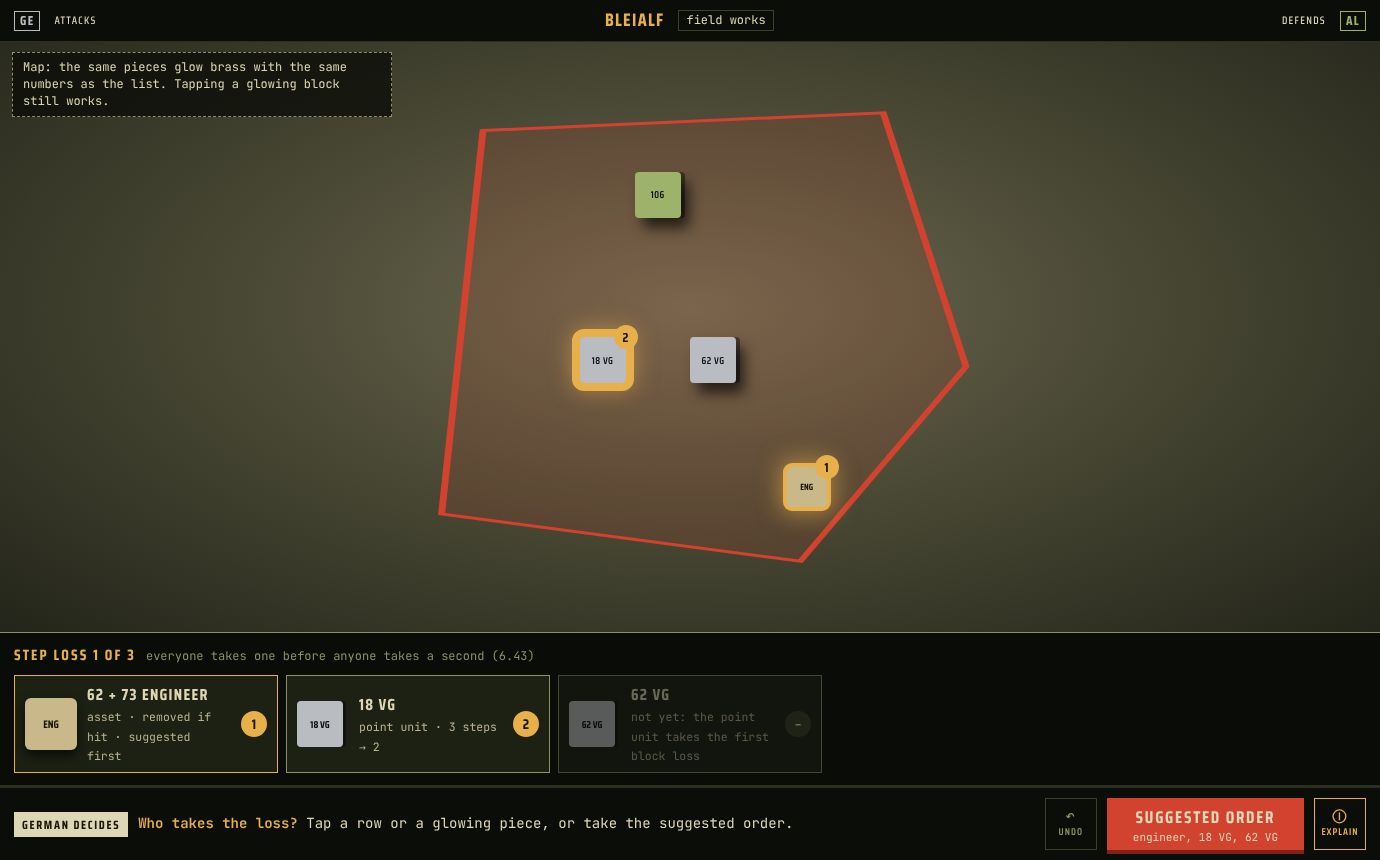 GE ATTACKS BLEIALF field works DEFENDS AL
Map: the same pieces glow brass with the same
numbers as the list. Tapping a glowing block
still works.
106
18 VG 2
62 VG
ENG 1
STEP LOSS 1 OF 3 everyone takes one before anyone takes a second (6.43)
ENG
62 + 73 ENGINEER
asset · removed if
hit · suggested
first
1
18 VG
18 VG
point unit · 3 steps
→ 2
2
62 VG
62 VG
not yet: the point
unit takes the first
block loss
–
GERMAN DECIDES Who takes the loss? Tap a row or a glowing piece, or take the suggested order.
↶
UNDO
SUGGESTED ORDER
engineer, 18 VG, 62 VG
EXPLAIN